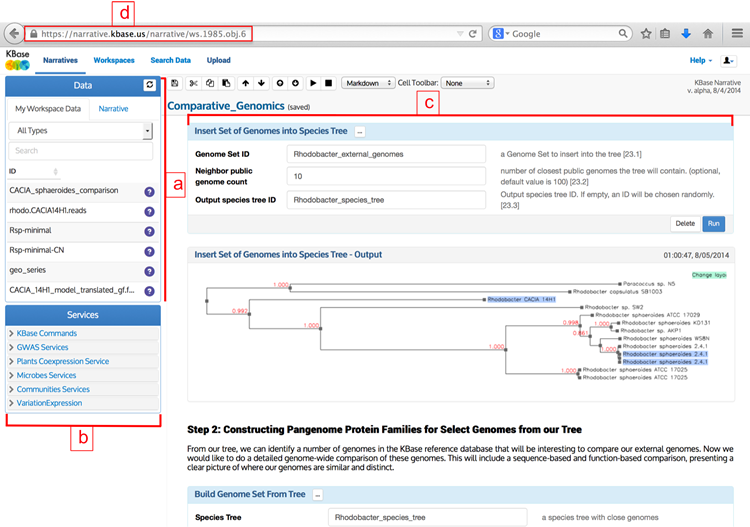 d
https://narrative.kbase.us/narrative/ws.1985.obj.6
Google
KBase
Narratives Workspaces Search Data Upload
Help
Data
Markdown Cell Toolbar: None
KBase Narrative
v. alpha, 8/4/2014
Comparative_Genomics (saved)
c
My Workspace Data Narrative
All Types
Search
ID
CACIA_sphaeroides_comparison
rhodo.CACIA14H1.reads
Rsp-minimal
Rsp-minimal-CN
geo_series
CACIA_14H1_model_translated_gf.f...
a
Services
KBase Commands
GWAS Services
Plants Coexpression Service
Microbes Services
Communities Services
VariationExpression
b
Insert Set of Genomes into Species Tree ...
Genome Set ID Rhodobacter_external_genomes a Genome Set to insert into the tree [23.1]
Neighbor public genome count 10 number of closest public genomes the tree will contain. (optional, default value is 100) [23.2]
Output species tree ID Rhodobacter_species_tree Output species tree ID. If empty, an ID will be chosen randomly. [23.3]
Delete Run
Insert Set of Genomes into Species Tree - Output 01:00:47, 8/05/2014
Change layo
1.000 Paracoccus sp. N5
Rhodobacter capsulatus SB1003
0.992 Rhodobacter CACIA 14H1
1.000 Rhodobacter sp. SW2
Rhodobacter sphaeroides ATCC 17029
0.998 1.000 Rhodobacter sphaeroides KD131
0.861 Rhodobacter sp. AKP1
Rhodobacter sphaeroides WS8N
1.000 1.000 Rhodobacter sphaeroides 2.4.1
Rhodobacter sphaeroides 2.4.1
Rhodobacter sphaeroides 2.4.1
1.000 Rhodobacter sphaeroides ATCC 17025
Rhodobacter sphaeroides ATCC 17025
Step 2: Constructing Pangenome Protein Families for Select Genomes from our Tree
From our tree, we can identify a number of genomes in the KBase reference database that will be interesting to compare our external genomes. Now we
would like to do a detailed genome-wide comparison of these genomes. This will include a sequence-based and function-based comparison, presenting a
clear picture of where our genomes are similar and distinct.
Build Genome Set From Tree ...
Species Tree Rhodobacter_species_tree a species tree with close genomes